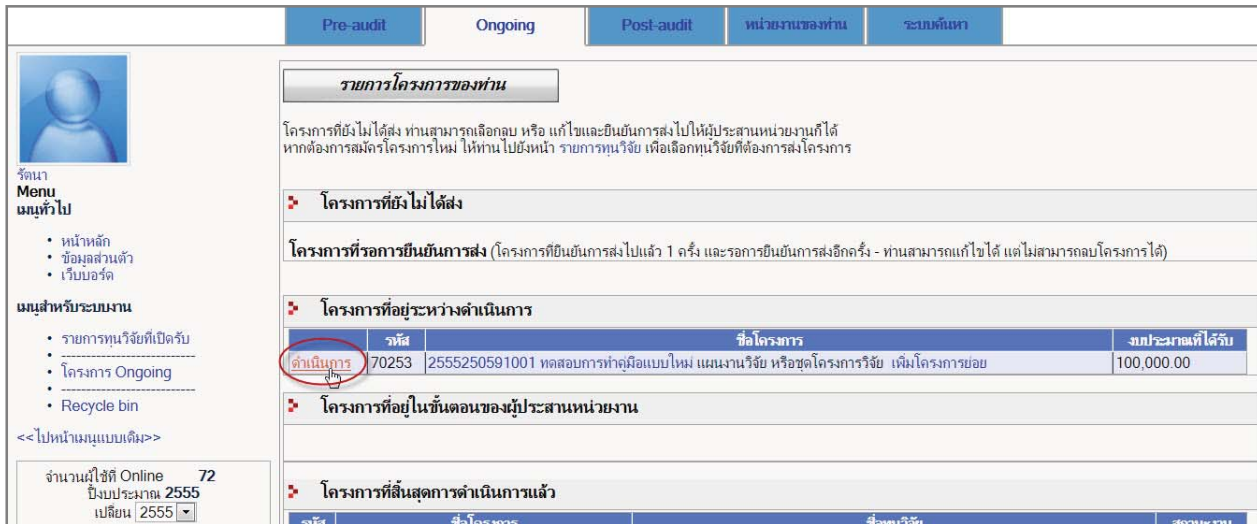 Pre-audit
Ongoing
Post-audit
หน่วยงานของท่าน
ระบบค้นหา
รายการโครงการของท่าน
โครงการที่ยังไม่ได้ส่ง ท่านสามารถเลือกลบ หรือ แก้ไขและยืนยันการส่งไปให้ผู้ประสานหน่วยงานก็ได้
หากต้องการสมัครโครงการใหม่ ให้ท่านไปยังหน้า รายการทุนวิจัย เพื่อเลือกทุนวิจัยที่ต้องการส่งโครงการ
รัตนา
Menu
เมนูทั่วไป
• หน้าหลัก
• ข้อมูลส่วนตัว
• เว็บบอร์ด
เมนูสำหรับระบบงาน
• รายการทุนวิจัยที่เปิดรับ
• ---------------------------
• โครงการ Ongoing
• ---------------------------
• Recycle bin
<<ไปหน้าเมนูแบบเดิม>>
จำนวนผู้ใช้ที่ Online 72
ปีงบประมาณ 2555
เปลี่ยน 2555
โครงการที่ยังไม่ได้ส่ง
โครงการที่รอการยืนยันการส่ง (โครงการที่ยืนยันการส่งไปแล้ว 1 ครั้ง และรอการยืนยันการส่งอีกครั้ง - ท่านสามารถแก้ไขได้ แต่ไม่สามารถลบโครงการได้)
โครงการที่อยู่ระหว่างดำเนินการ
รหัส ชื่อโครงการ งบประมาณที่ได้รับ
ดำเนินการ 70253 2555250591001 ทดสอบการทำคู่มือแบบใหม่ แผนงานวิจัย หรือชุดโครงการวิจัย เพิ่มโครงการย่อย 100,000.00
โครงการที่อยู่ในขั้นตอนของผู้ประสานหน่วยงาน
โครงการที่สิ้นสุดการดำเนินการแล้ว
รหัส ชื่อโครงการ ชื่อทุนวิจัย สถานะงาน